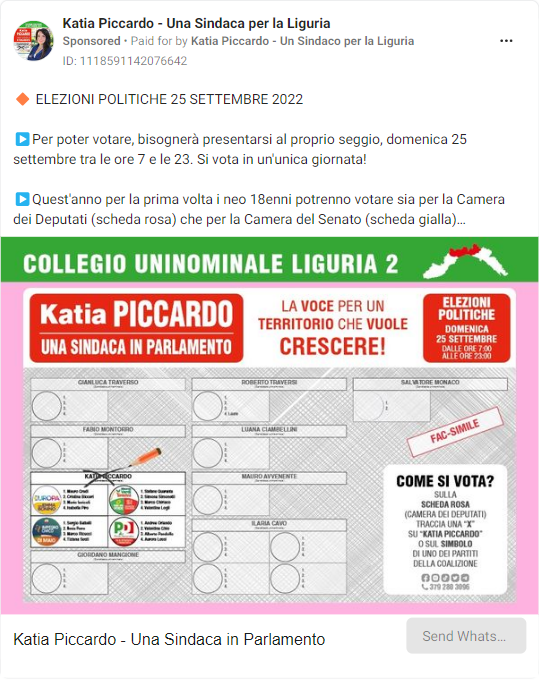 Katia Piccardo - Una Sindaca per la Liguria
Sponsored • Paid for by Katia Piccardo - Un Sindaco per la Liguria
ID: 1118591142076642
ELEZIONI POLITICHE 25 SETTEMBRE 2022
Per poter votare, bisognerà presentarsi al proprio seggio, domenica 25
settembre tra le ore 7 e le 23. Si vota in un'unica giornata!
Quest'anno per la prima volta i neo 18enni potrenno votare sia per la Camera
dei Deputati (scheda rosa) che per la Camera del Senato (scheda gialla)...
COLLEGIO UNINOMINALE LIGURIA 2
Katia PICCARDO
UNA SINDACA IN PARLAMENTO
LA VOCE PER UN
TERRITORIO CHE VUOLE
CRESCERE!
ELEZIONI
POLITICHE
DOMENICA
25 SETTEMBRE
DALLE ORE 7:00
ALLE ORE 23:00
GIANLUCA TRAVERSO
ROBERTO TRAVERSI
SALVATORE MONACO
FABIO MONTORRO
LUANA CIAMBELLINI
FAC-SIMILE
KATIA PICCARDO
MAURO AVVENENTE
EUROPA
PD
ILARIA CAVO
GIORDANO MANGIONE
COME SI VOTA?
SULLA
SCHEDA ROSA
(CAMERA DEI DEPUTATI)
TRACCIA UNA "X"
SU "KATIA PICCARDO"
O SUL SIMBOLO
DI UNO DEI PARTITI
DELLA COALIZIONE
Katia Piccardo - Una Sindaca in Parlamento
Send Whats...